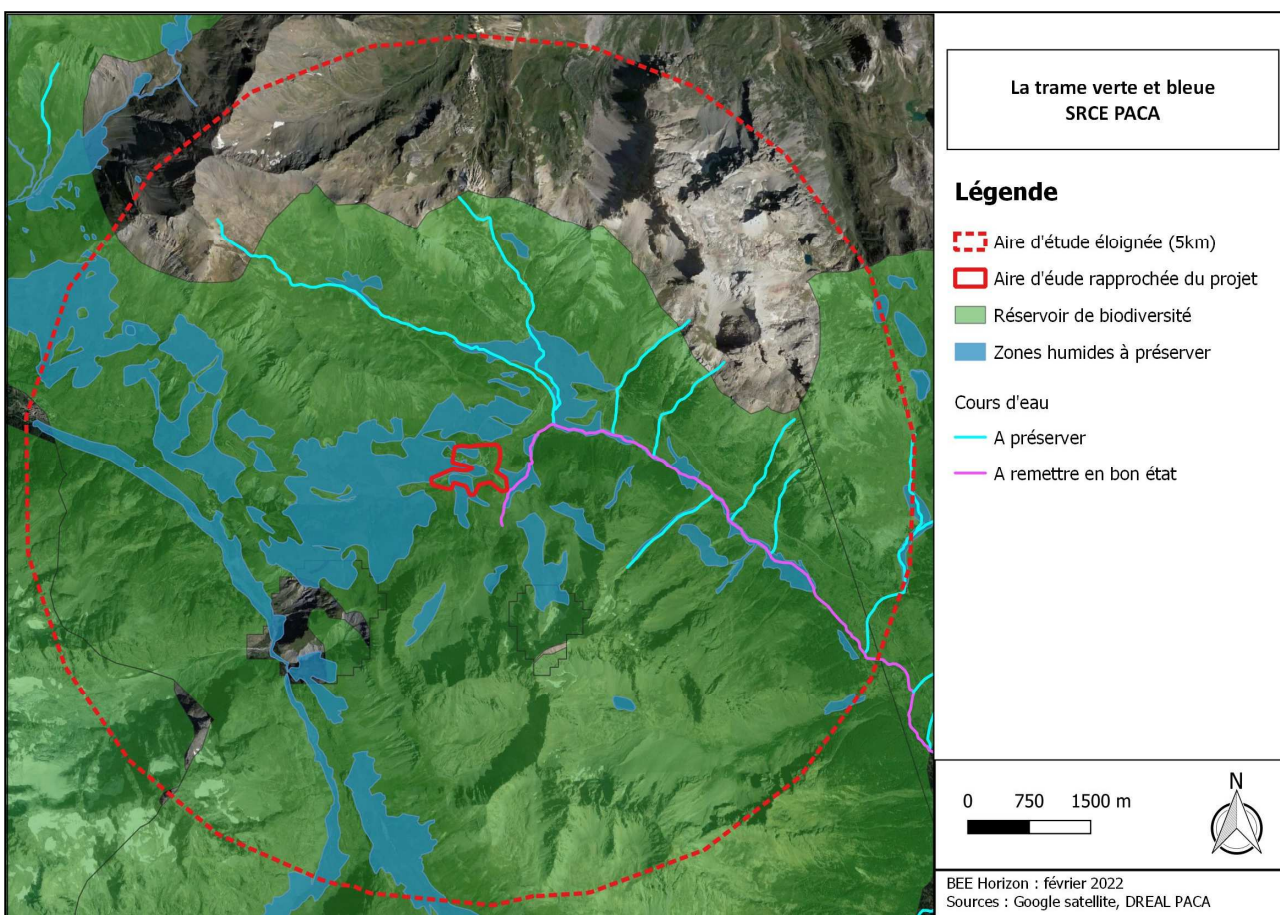 La trame verte et bleue
SRCE PACA
Légende
Aire d'étude éloignée (5km)
Aire d'éude rapprochée du projet
Réservoir de biodiversité
Zones humides à préserver
Cours d'eau
A préserver
A remettre en bon état
0 750 1500 m
N
BEE Horizon : février 2022
Sources : Google satellite, DREAL PACA